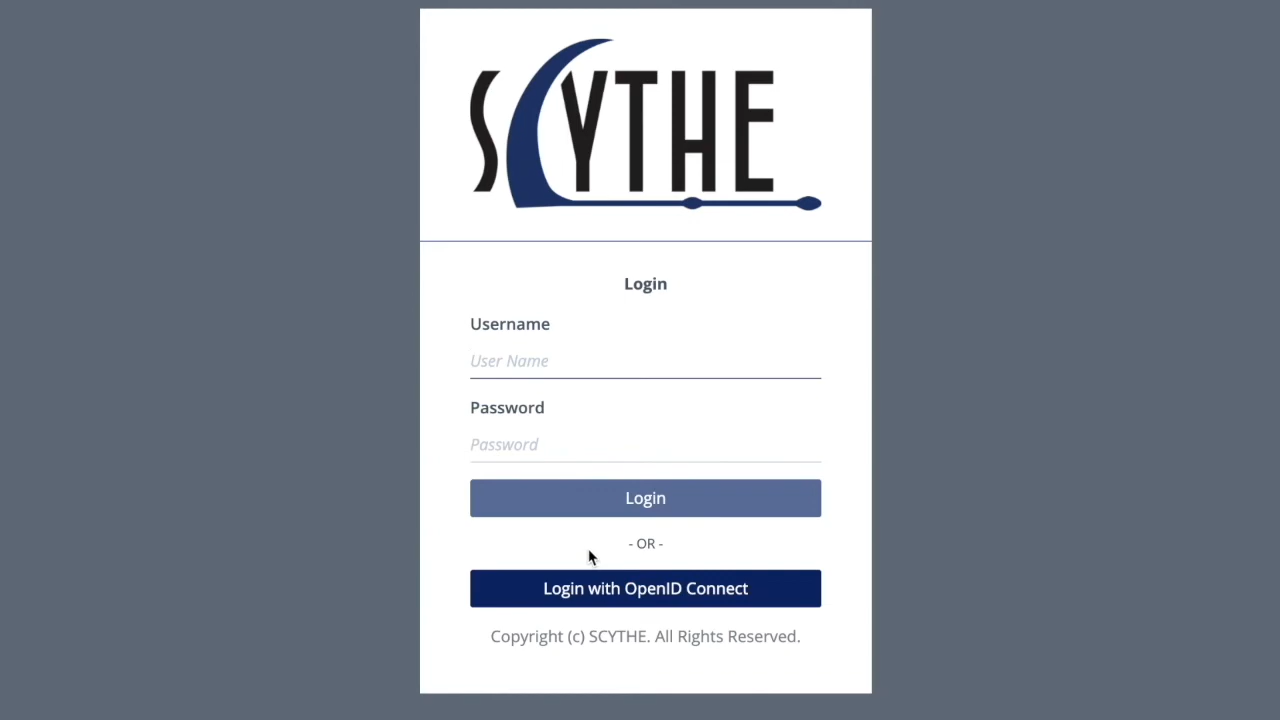 SCYTHE
Login
Username
User Name
Password
Password
Login
- OR -
Login with OpenID Connect
Copyright (c) SCYTHE. All Rights Reserved.